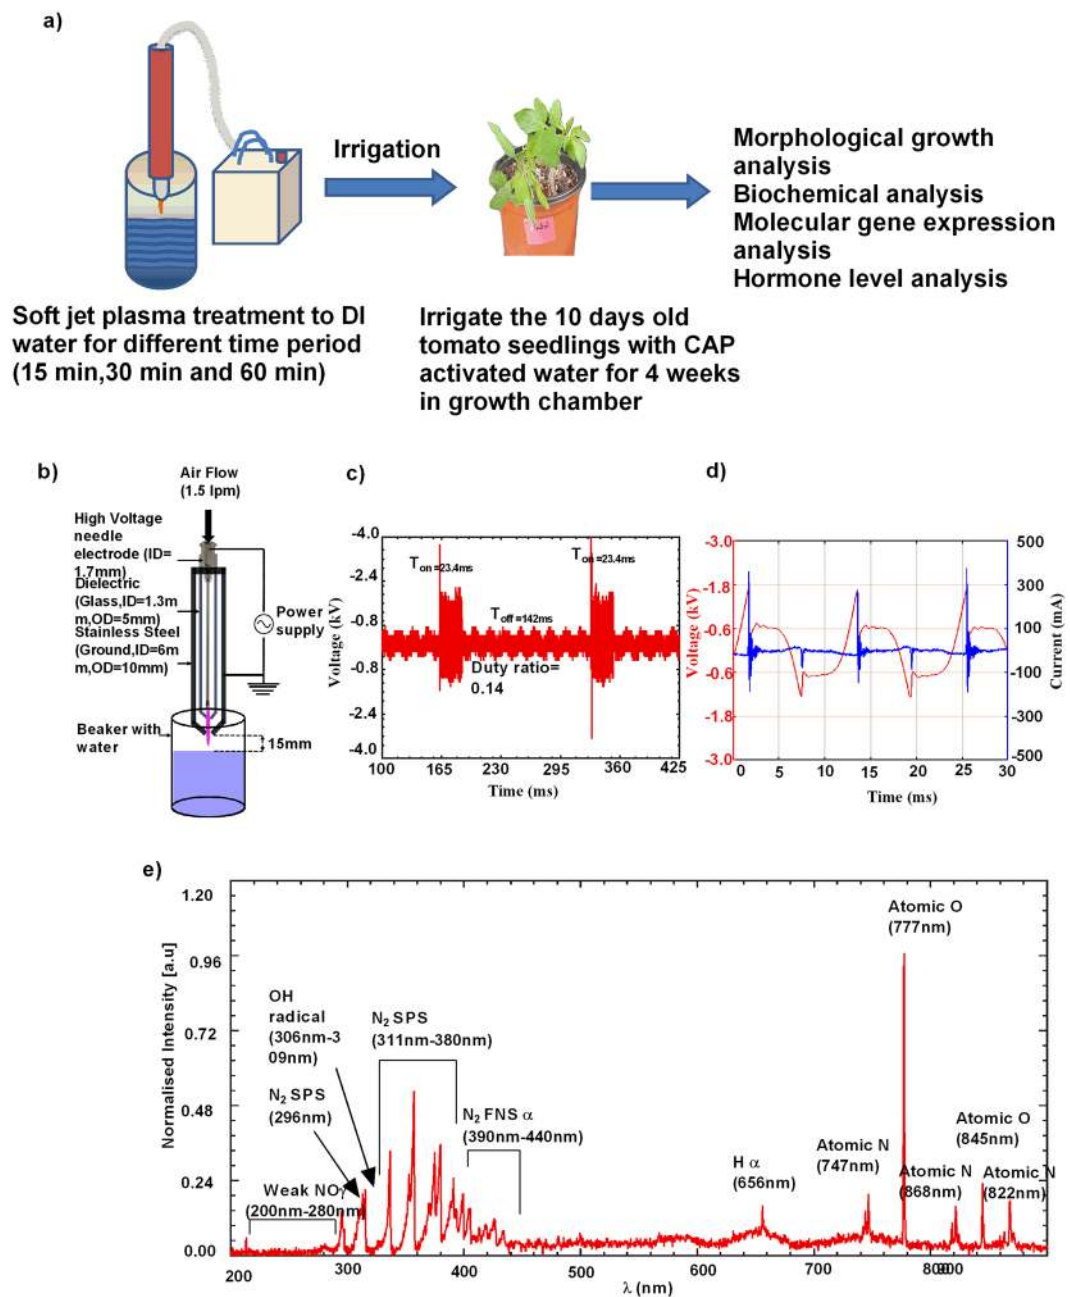 a)
Irrigation
Morphological growth
analysis
Biochemical analysis
Molecular gene expression
analysis
Hormone level analysis
Soft jet plasma treatment to DI
water for different time period
(15 min,30 min and 60 min)
Irrigate the 10 days old
tomato seedlings with CAP
activated water for 4 weeks
in growth chamber
b)
Air Flow
(1.5 lpm)
High Voltage
needle
electrode (ID=
1.7mm)
Dielectric
(Glass,ID=1.3m
m,OD=5mm)
Stainless Steel
(Ground,ID=6m
m,OD=10mm)
Power
supply
Beaker with
water
15mm
c)
Voltage (kV)
-4.0
-2.4
-0.8
-0.8
-2.4
-4.0
Ton=23.4ms
Ton=23.4ms
Toff=142ms
Duty ratio=
0.14
100
165
230
295
360
425
Time (ms)
d)
Voltage (kV)
-3.0
-1.8
-0.6
-0.6
-1.8
-3.0
500
300
100
-100
-300
-500
Current (mA)
0
5
10
15
20
25
30
Time (ms)
e)
Normalised Intensity [a.u]
1.20
0.96
0.72
0.48
0.24
0.00
Weak NOγ
(200nm-280nm)
N2 SPS
(296nm)
OH
radical
(306nm-3
09nm)
N2 SPS
(311nm-380nm)
N2 FNS α
(390nm-440nm)
H α
(656nm)
Atomic N
(747nm)
Atomic O
(777nm)
Atomic N
(868nm)
Atomic O
(845nm)
Atomic N
(822nm)
200
300
400
500
600
700
800
900
λ (nm)